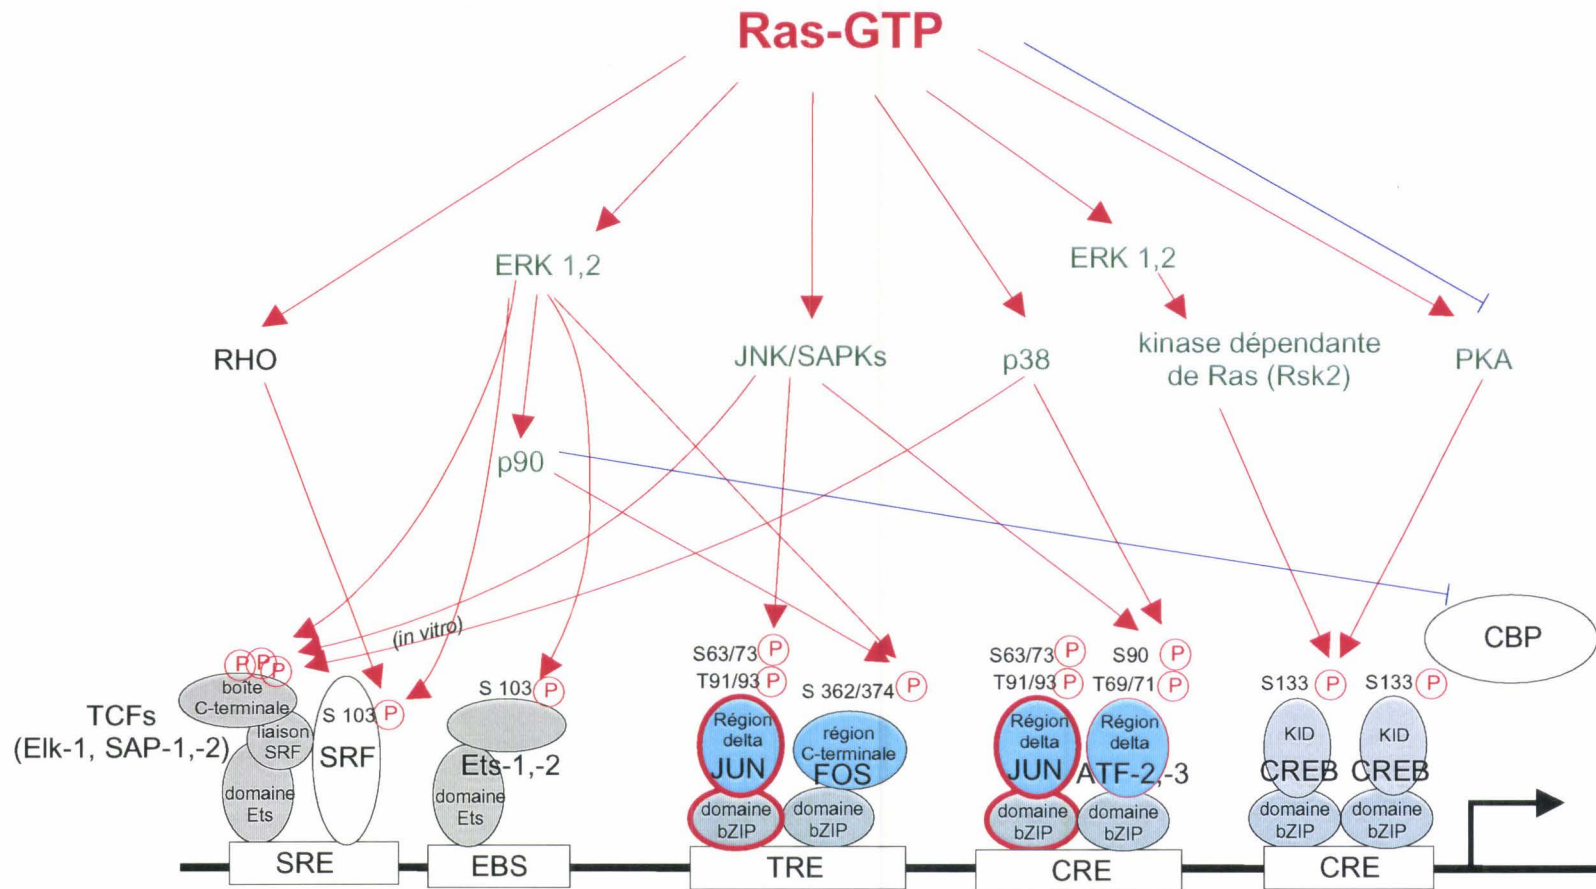 Ras-GTP
ERK 1,2
ERK 1,2
RHO
JNK/SAPKs
p38
kinase dépendante
de Ras (Rsk2)
PKA
p90
(in vitro)
CBP
TCFs
(Elk-1, SAP-1,-2)
P
P
P
boîte
C-terminale
liaison
SRF
domaine
Ets
S 103 P
SRF
SRE
S 103 P
Ets-1,-2
domaine
Ets
EBS
S63/73 P
T91/93 P
Région
delta
JUN
domaine
bZIP
S 362/374 P
région
C-terminale
FOS
domaine
bZIP
TRE
S63/73 P
T91/93 P
Région
delta
JUN
domaine
bZIP
S90 P
T69/71 P
Région
delta
ATF-2,-3
domaine
bZIP
CRE
S133 P
KID
CREB
domaine
bZIP
S133 P
KID
CREB
domaine
bZIP
CRE